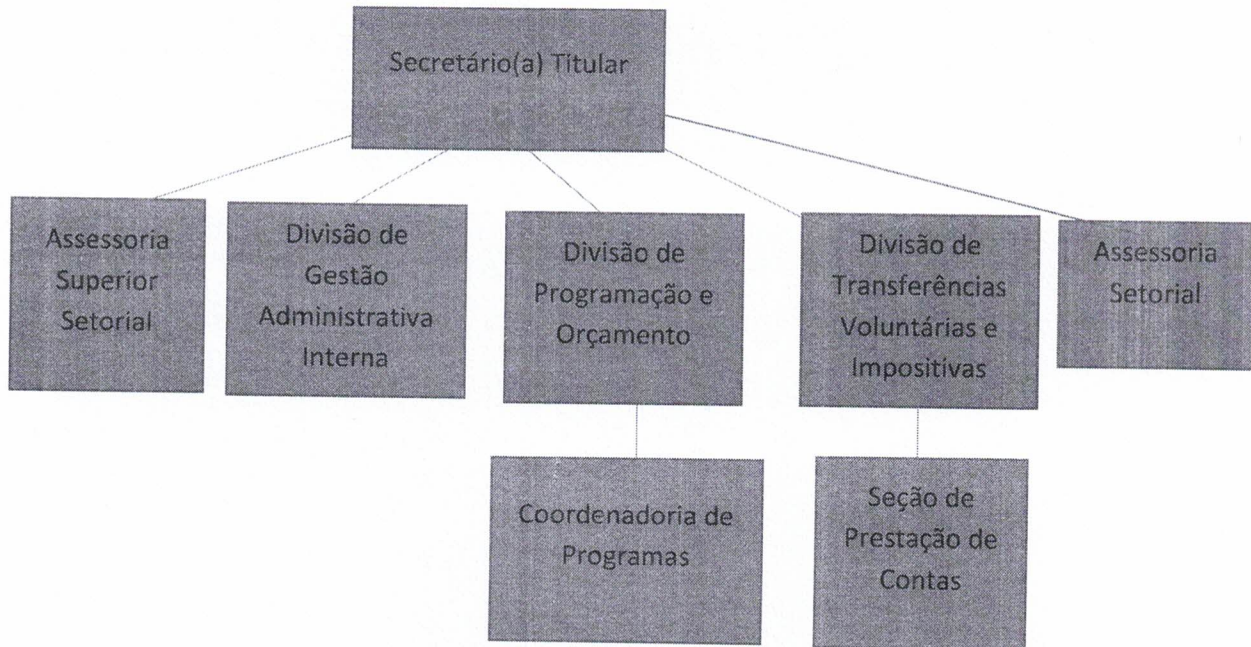 Secretário(a) Titular
Assessoria
Superior
Setorial
Divisão de
Gestão
Administrativa
Interna
Divisão de
Programação e
Orçamento
Divisão de
Transferências
Voluntárias e
Impositivas
Assessoria
Setorial
Coordenadoria de
Programas
Seção de
Prestação de
Contas